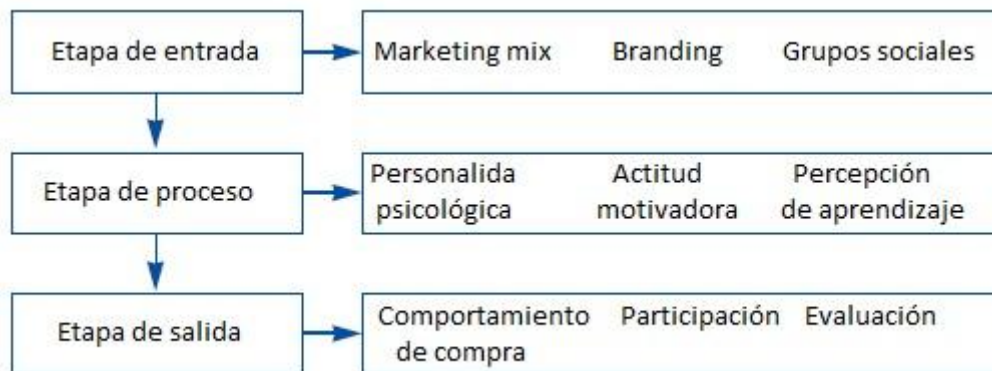 Etapa de entrada
Marketing mix Branding Grupos sociales
Etapa de proceso
Personalida Actitud Percepción
psicológica motivadora de aprendizaje
Etapa de salida
Comportamiento Participación Evaluación
de compra